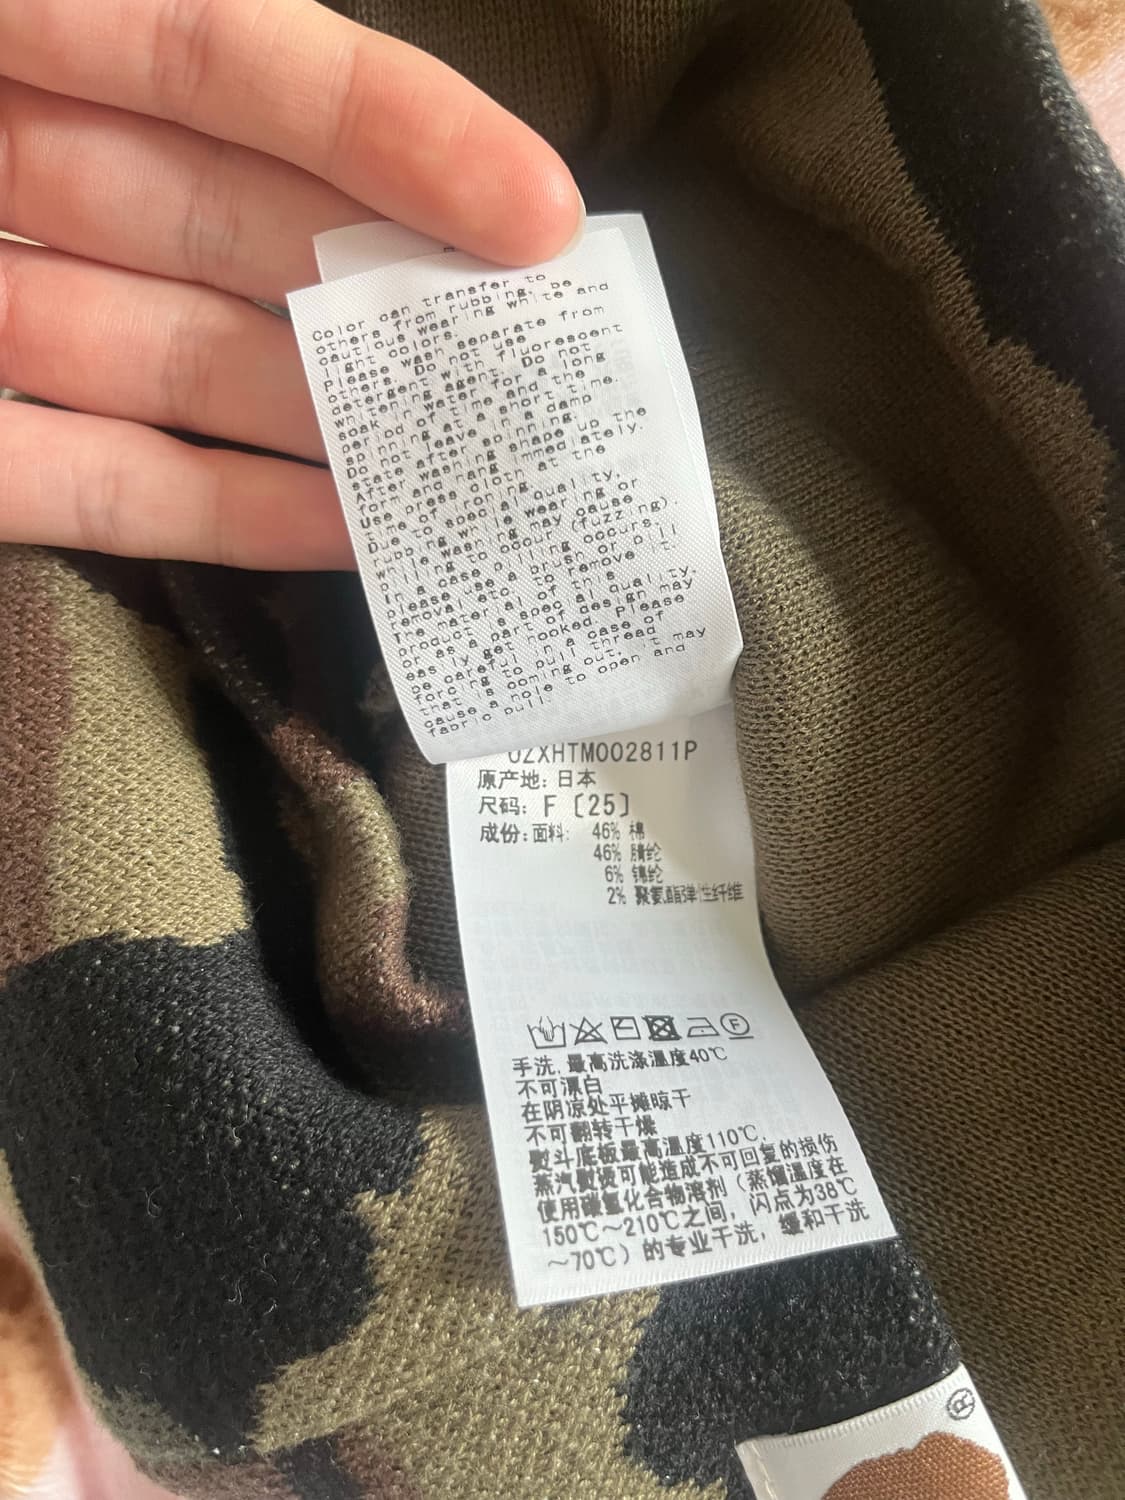 Color can transfer to
others from rubbing, be
cautious wearing white and
light colors.
Please wash separate from
others. Do not use
detergent with fluorescent
whitening agent. Do not
soak in water for a long
period of time and the
spinning at a short time.
Do not leave in a damp
state after spinning.
After washing shape up the
form and hang immediately.
Use press cloth at the
time of ironing.
Due to special quality,
rubbing while wearing or
while washing may cause
pilling to occur (fuzzing).
In a case pilling occurs,
please use a brush or pill
removal etc. to remove it.
The material of this
product is special quality,
or as a part of design may
easily get hooked. Please
be careful in a case of
forcing to pull thread
that is coming out, it may
cause a hole to open and
fabric pull.
0ZXHTM002811P
原产地: 日本
尺码: F [25]
成份: 面料: 46% 棉
46% 腈纶
6% 锦纶
2% 聚氨酯弹性纤维
F
手洗, 最高洗涤温度40℃
不可漂白
在阴凉处平摊晾干
不可翻转干燥
熨斗底板最高温度110℃,
蒸汽熨烫可能造成不可回复的损伤
使用碳氢化合物溶剂 (蒸馏温度在
150℃~210℃之间, 闪点为38℃
~70℃) 的专业干洗, 缓和干洗
®